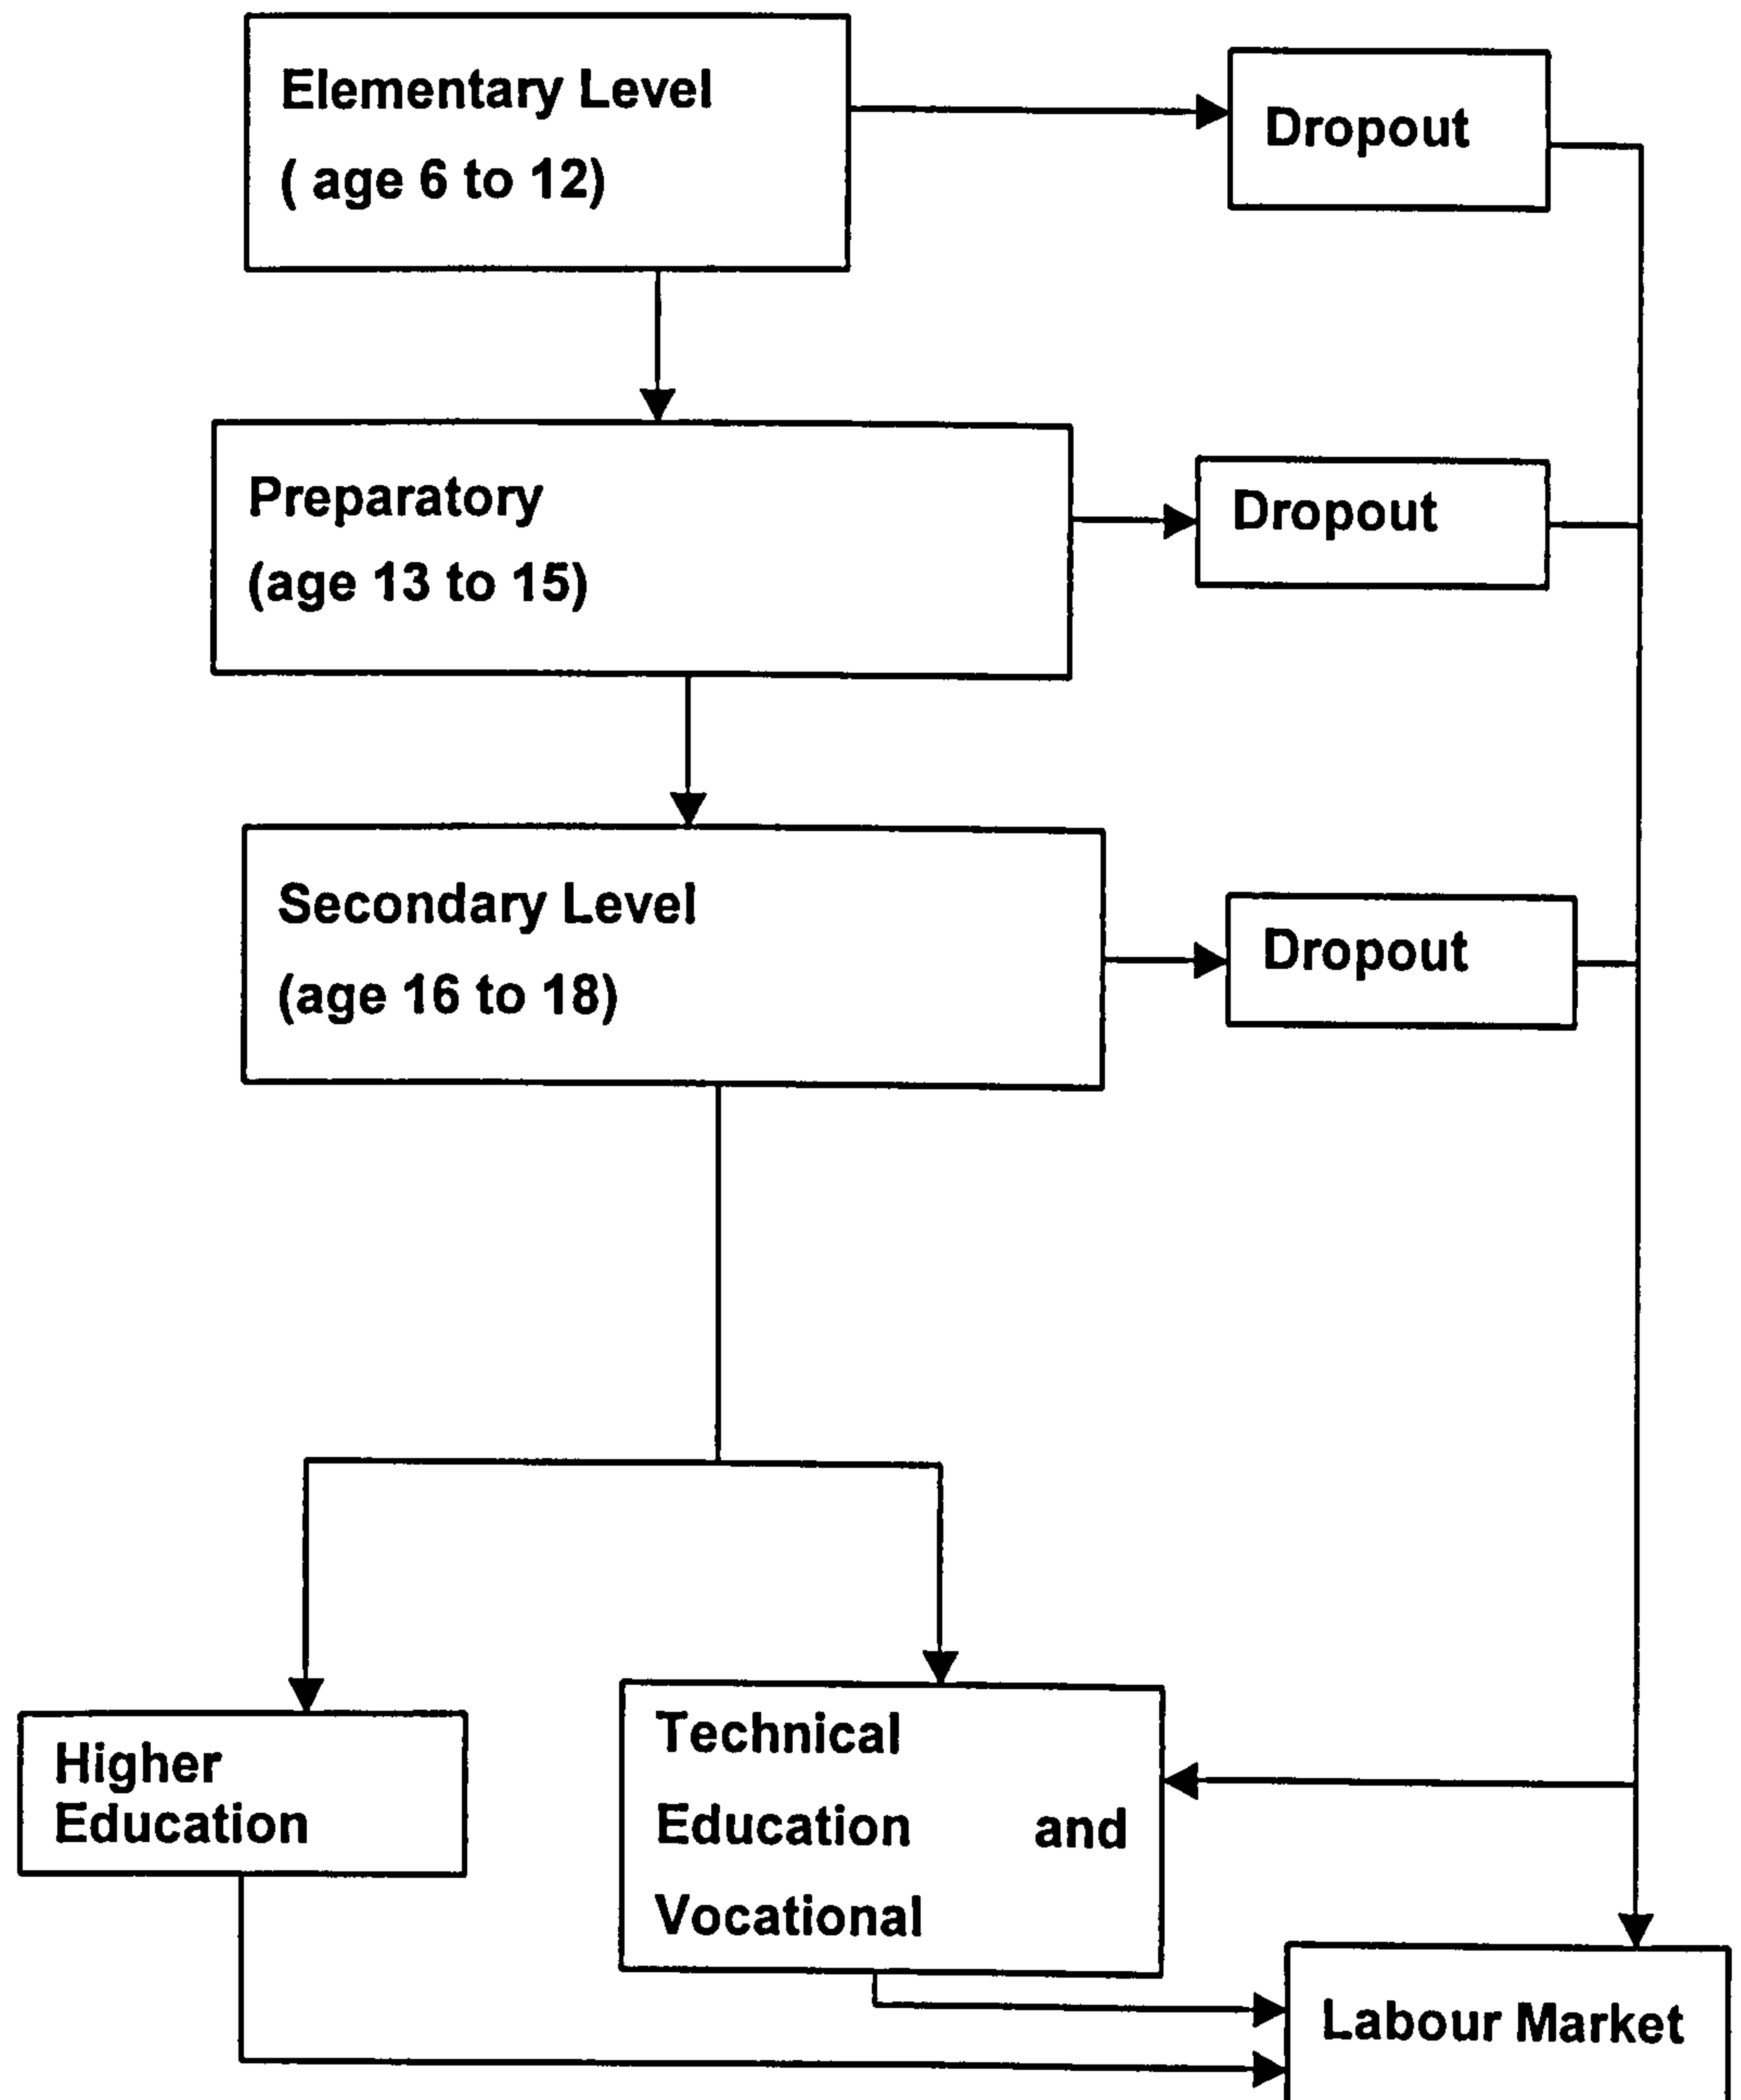 Elementary Level
( age 6 to 12)
Dropout
Preparatory
(age 13 to 15)
Dropout
Secondary Level
(age 16 to 18)
Dropout
Higher
Education
Technical
Education and
Vocational
Labour Market